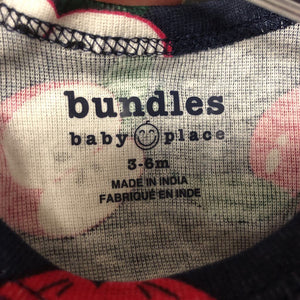 bundles
baby place
3-6m
MADE IN INDIA
FABRIQUÉ EN INDE